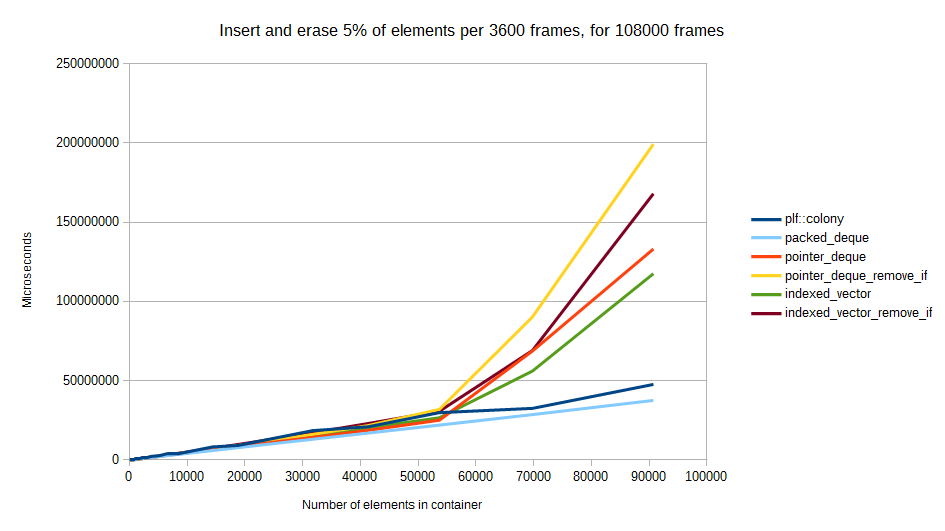 Insert and erase 5% of elements per 3600 frames, for 108000 frames
250000000
200000000
150000000
100000000
50000000
0
Microseconds
0 10000 20000 30000 40000 50000 60000 70000 80000 90000 100000
Number of elements in container
plf::colony
packed_deque
pointer_deque
pointer_deque_remove_if
indexed_vector
indexed_vector_remove_if